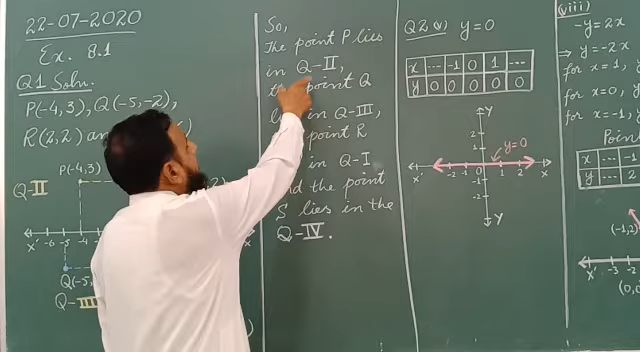 22-07-2020
Ex. 8.1
Q1 Soln.
P(-4,3), Q(-5,-2),
R(2,2) an
P(-4,3)
Q-II
X' -6 -5 -4
Q(-5,
Q-III
So,
The point P lies
in Q-II,
the point Q
in Q-III,
point R
in Q-I
and the point
S lies in the
Q-IV.
Q2 (v) y=0
x --- -1 0 1 ---
y 0 0 0 0 0
Y
2
1
y=0
X' -2 -1 0 1 2 X
-1
-2
Y
(viii)
-y=2x
⇒ y=-2x
for x=1, y
for x=0, y
for x=-1, y
Poin
x --- -1
y --- 2
(-1,2)
X' -3 -2
(0,0